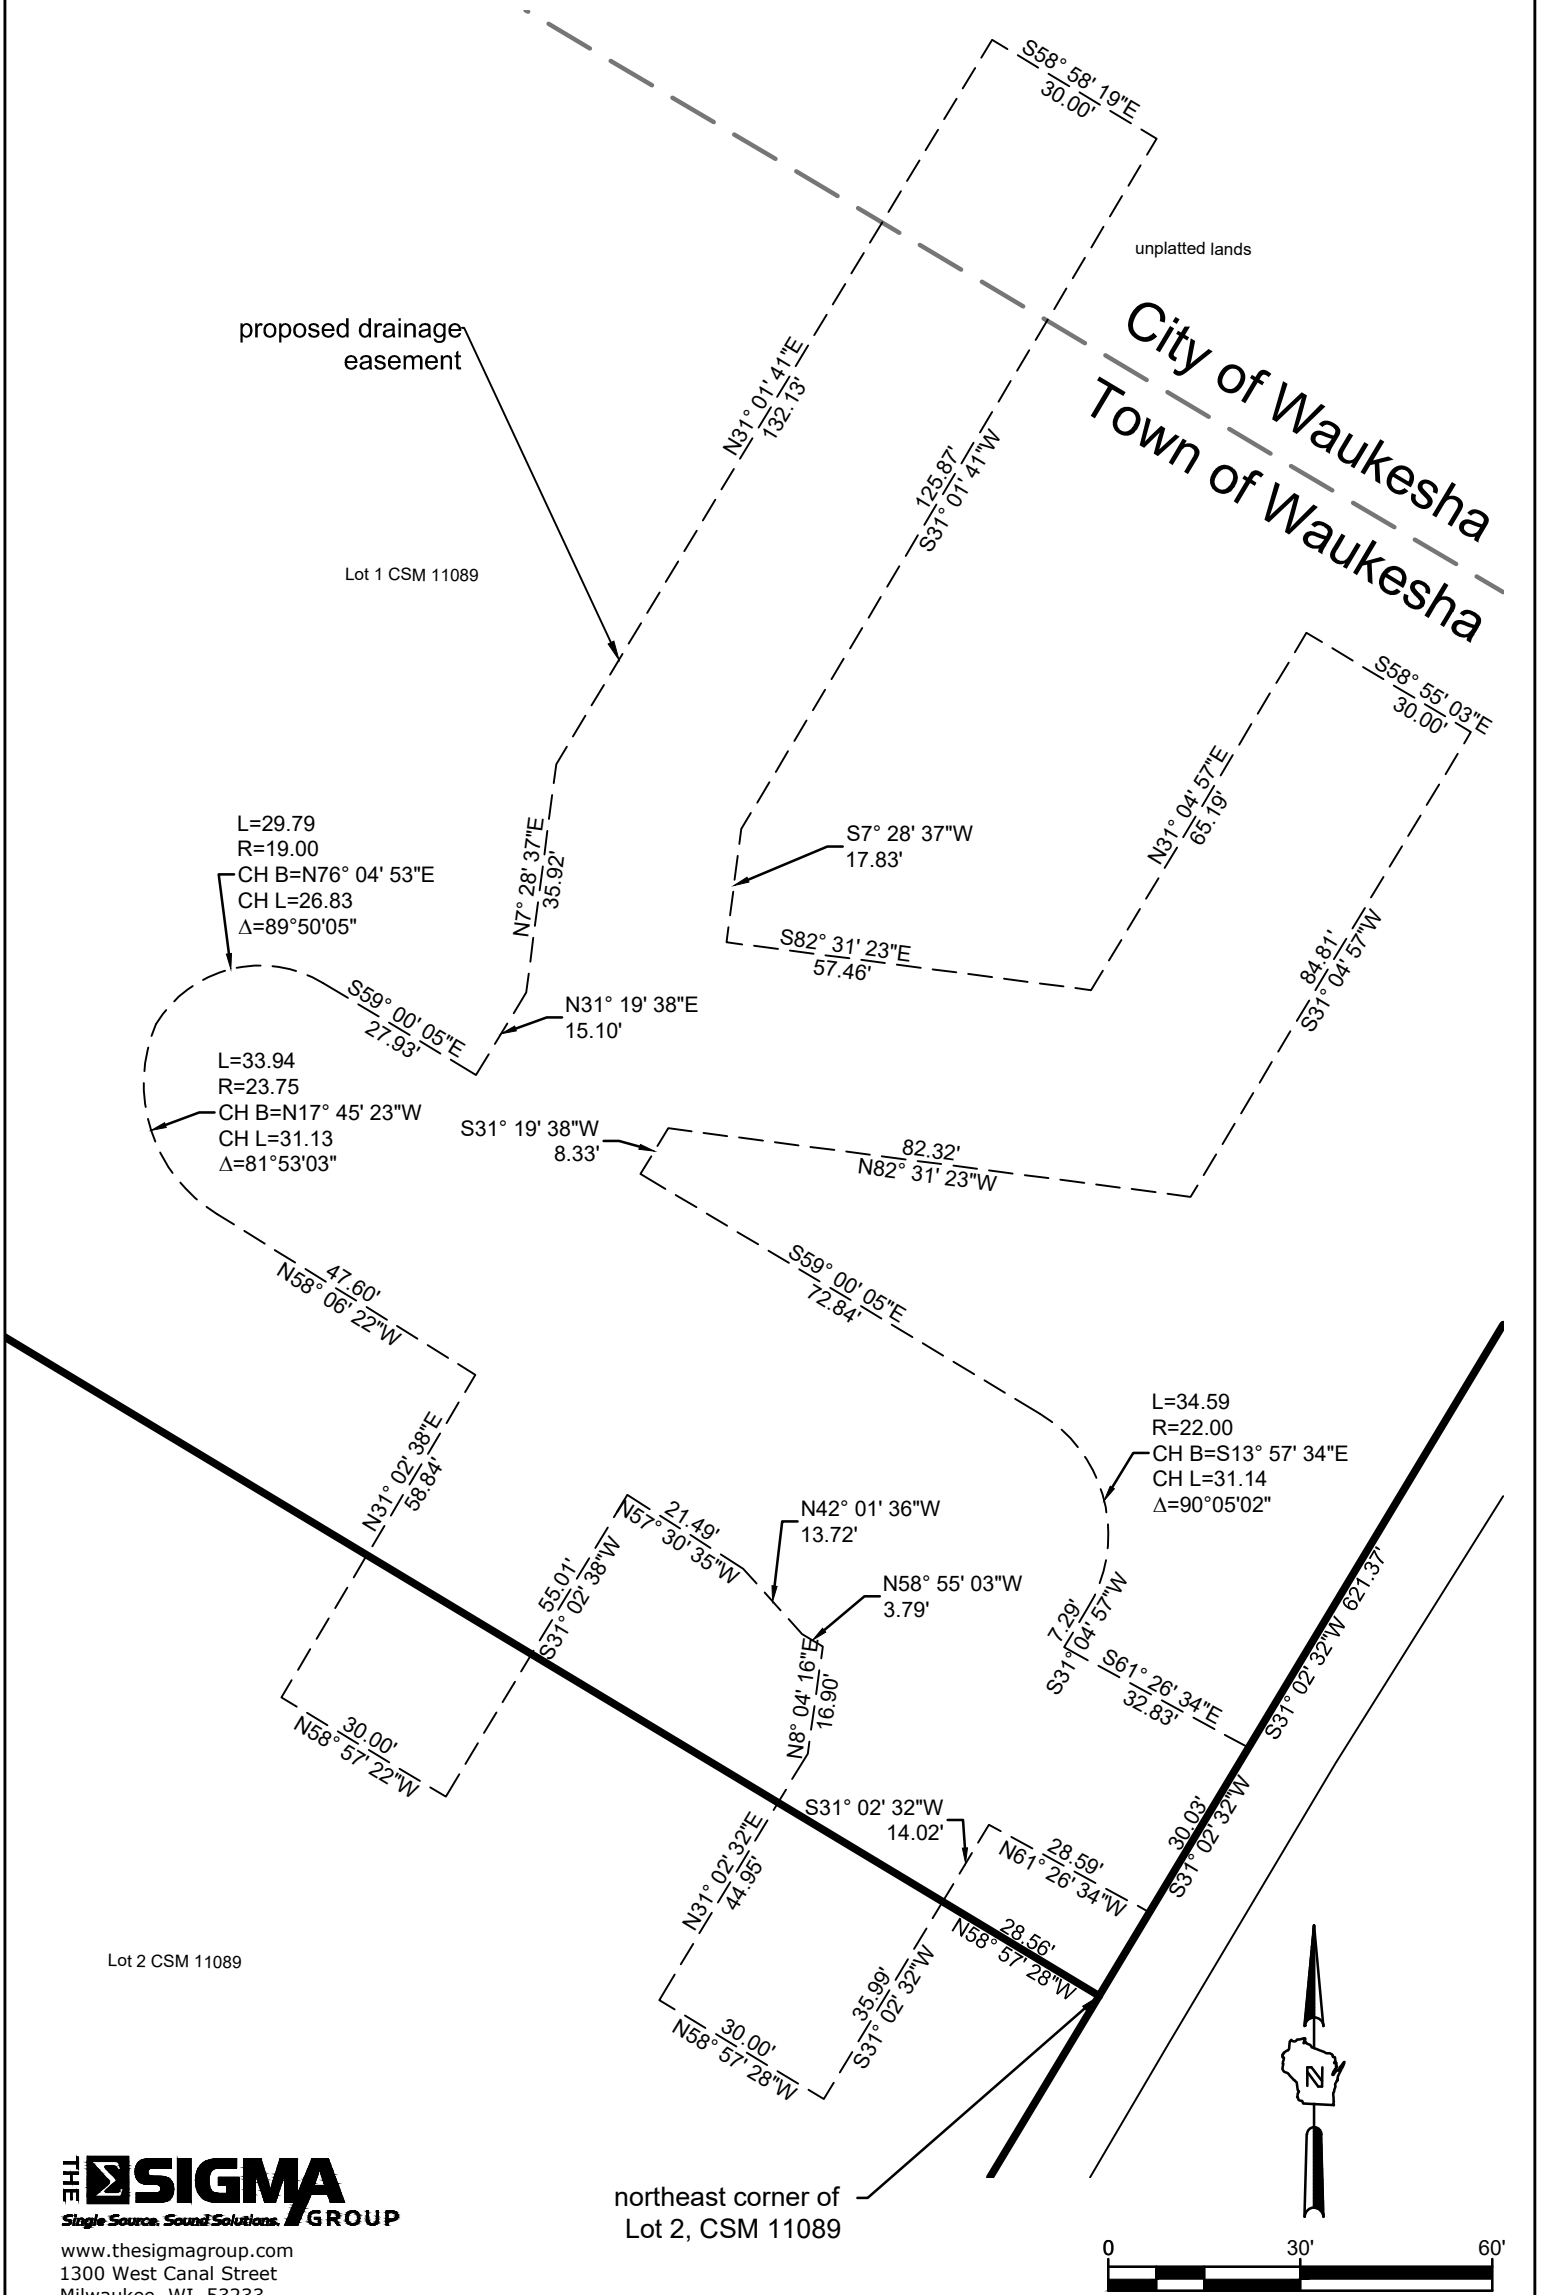 S58° 58' 19"E
30.00'
unplatted lands
City of Waukesha
Town of Waukesha
proposed drainage
easement
N31° 01' 41"E
132.13'
125.87'
S31° 01' 41"W
Lot 1 CSM 11089
S58° 55' 03"E
30.00'
N31° 04' 57"E
65.19'
L=29.79
R=19.00
CH B=N76° 04' 53"E
CH L=26.83
Δ=89°50'05"
N7° 28' 37"E
35.92'
S7° 28' 37"W
17.83'
S82° 31' 23"E
57.46'
84.81'
S31° 04' 57"W
S59° 00' 05"E
27.93'
N31° 19' 38"E
15.10'
L=33.94
R=23.75
CH B=N17° 45' 23"W
CH L=31.13
Δ=81°53'03"
S31° 19' 38"W
8.33'
82.32'
N82° 31' 23"W
47.60'
N58° 06' 22"W
S59° 00' 05"E
72.84'
L=34.59
R=22.00
CH B=S13° 57' 34"E
CH L=31.14
Δ=90°05'02"
N31° 02' 38"E
58.84'
21.49'
N57° 30' 35"W
N42° 01' 36"W
13.72'
55.01'
S31° 02' 38"W
N58° 55' 03"W
3.79'
7.29'
S31° 04' 57"W
S31° 02' 32"W 621.37'
N8° 04' 16"E
16.90'
S61° 26' 34"E
32.83'
30.00'
N58° 57' 22"W
S31° 02' 32"W
14.02'
30.03'
S31° 02' 32"W
28.59'
N61° 26' 34"W
N31° 02' 32"E
44.95'
28.56'
N58° 57' 28"W
Lot 2 CSM 11089
35.99'
S31° 02' 32"W
30.00'
N58° 57' 28"W
N
THE
Σ SIGMA
GROUP
Single Source. Sound Solutions.
northeast corner of
Lot 2, CSM 11089
www.thesigmagroup.com
1300 West Canal Street
Milwaukee, WI 53233
0 30' 60'